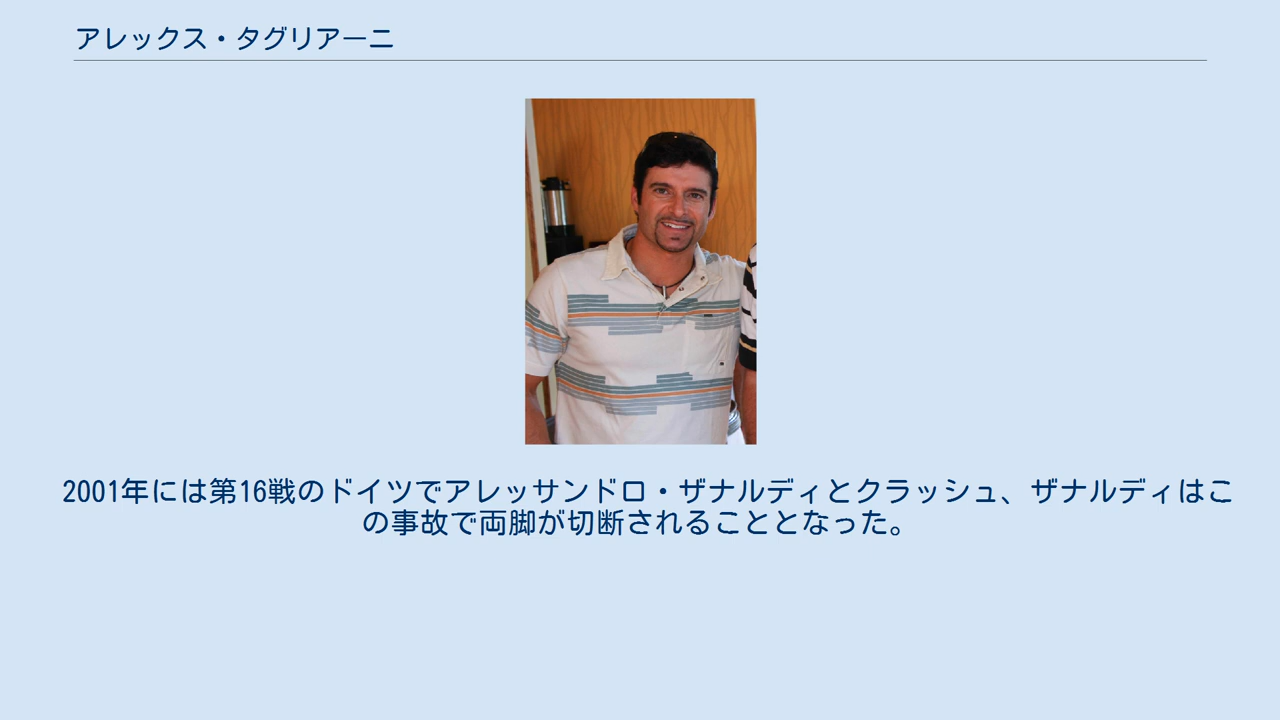 アレックス・タグリアーニ
2001年には第16戦のドイツでアレッサンドロ・ザナルディとクラッシュ、ザナルディはこ
の事故で両脚が切断されることとなった。